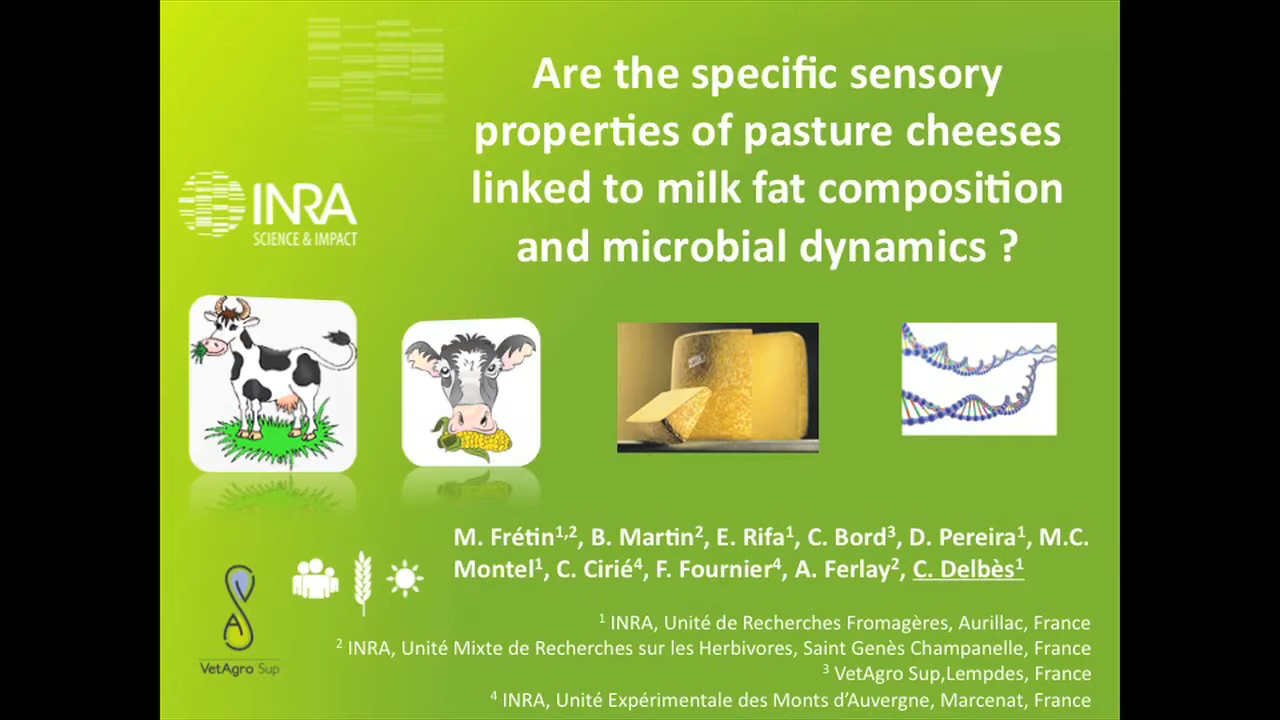 Are the specific sensory
properties of pasture cheeses
linked to milk fat composition
and microbial dynamics ?
INRA
SCIENCE & IMPACT
M. Frétin1,2, B. Martin2, E. Rifa1, C. Bord3, D. Pereira1, M.C.
Montel1, C. Cirié4, F. Fournier4, A. Ferlay2, C. Delbès1
VetAgro Sup
1 INRA, Unité de Recherches Fromagères, Aurillac, France
2 INRA, Unité Mixte de Recherches sur les Herbivores, Saint Genès Champanelle, France
3 VetAgro Sup,Lempdes, France
4 INRA, Unité Expérimentale des Monts d’Auvergne, Marcenat, France